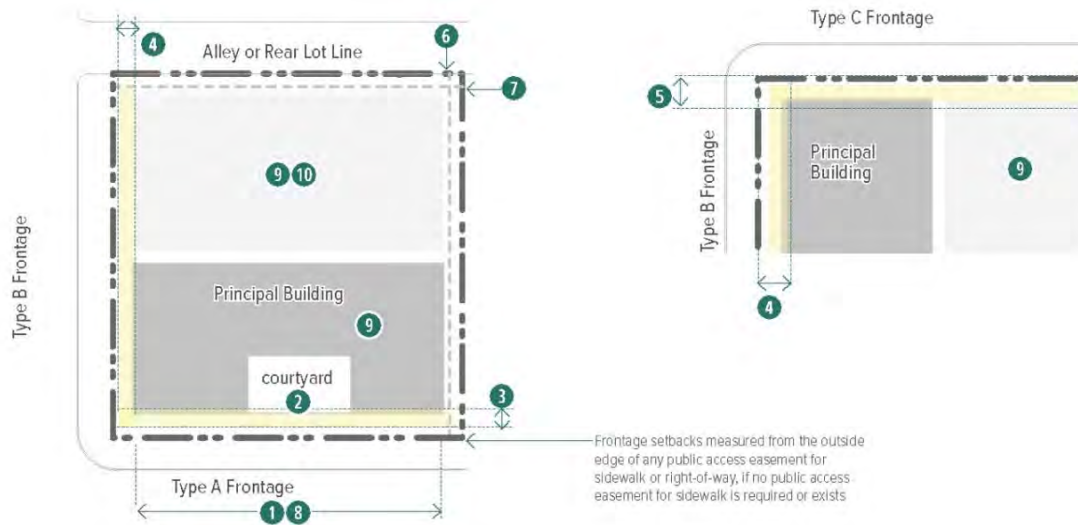 Type C Frontage
4
6
Alley or Rear Lot Line
7
5
9 10
Principal
Building
9
Type B Frontage
Type B Frontage
Principal Building
9
4
courtyard
2
3
Frontage setbacks measured from the outside
edge of any public access easement for
sidewalk or right-of-way, if no public access
easement for sidewalk is required or exists
Type A Frontage
1 8